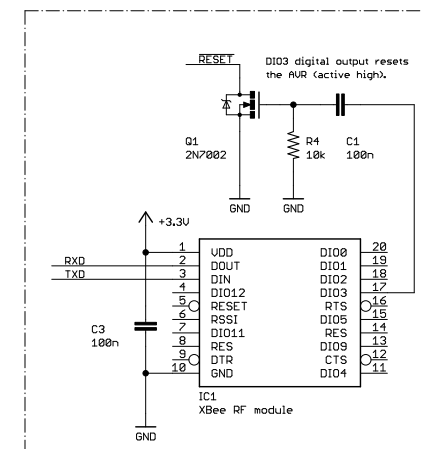 RESET
DIO3 digital output resets
the AVR (active high).
Q1
2N7002
R4
10k
C1
100n
GND
GND
+3.3V
RXD
TXD
1 VDD DIO0 20
2 DOUT DIO1 19
3 DIN DIO2 18
4 DIO12 DIO3 17
5 RESET RTS 16
6 RSSI DIO5 15
7 DIO11 RES 14
8 RES DIO9 13
9 DTR CTS 12
10 GND DIO4 11
C3
100n
IC1
XBee RF module
GND